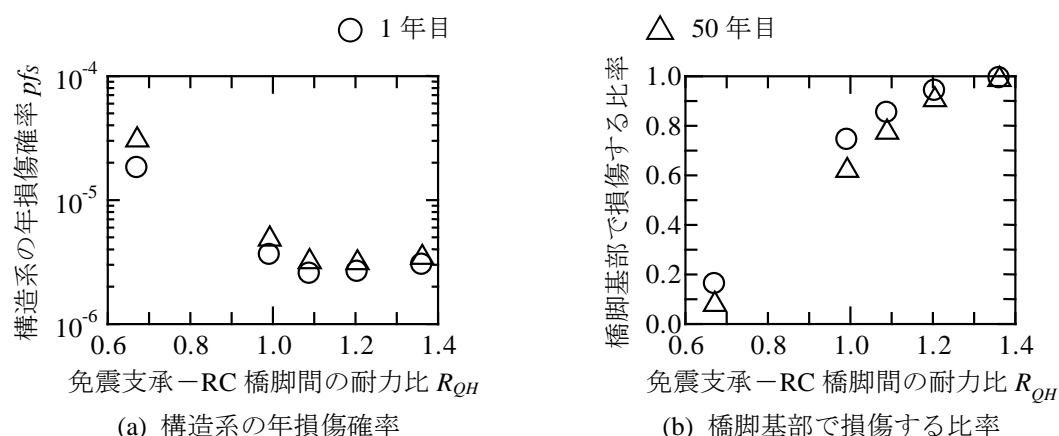 ○ 1 年目
△ 50 年目
構造系の年損傷確率 pfs
10-4
10-5
10-6
0.6 0.8 1.0 1.2 1.4
免震支承－RC 橋脚間の耐力比 RQH
(a) 構造系の年損傷確率
橋脚基部で損傷する比率
1.0
0.8
0.6
0.4
0.2
0.0
0.6 0.8 1.0 1.2 1.4
免震支承－RC 橋脚間の耐力比 RQH
(b) 橋脚基部で損傷する比率